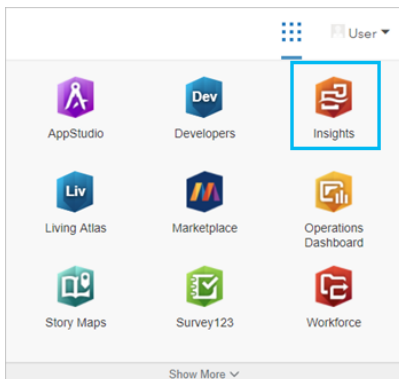 User
Dev
AppStudio Developers Insights
Liv
Living Atlas Marketplace Operations
Dashboard
Story Maps Survey123 Workforce
Show More